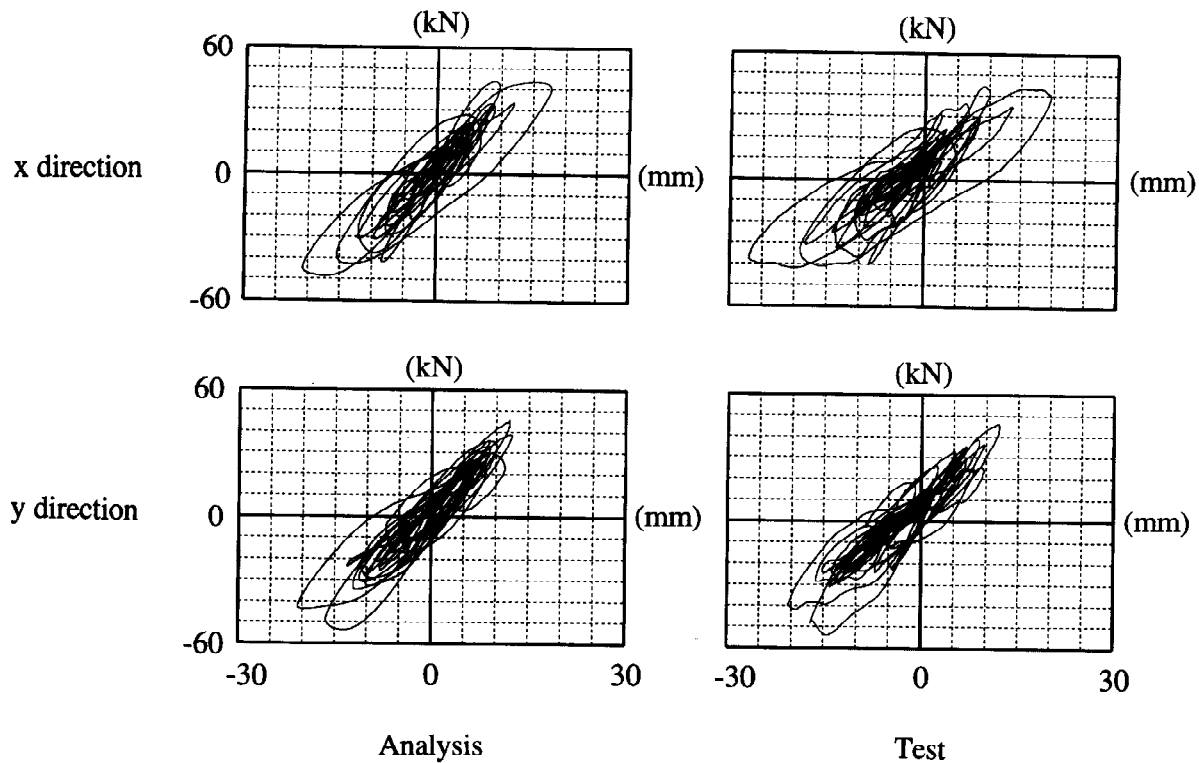 (kN)
(kN)
60
x direction
0
(mm)
(mm)
-60
(kN)
(kN)
60
y direction
0
(mm)
(mm)
-60
-30
0
30
-30
0
30
Analysis
Test